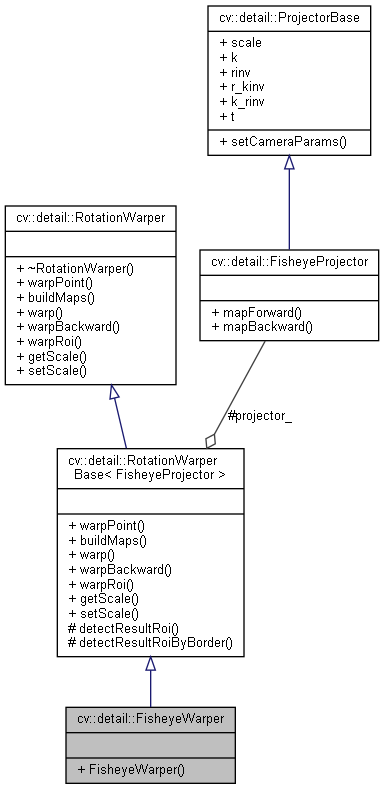 cv::detail::ProjectorBase
+ scale
+ k
+ rinv
+ r_kinv
+ k_rinv
+ t
+ setCameraParams()
cv::detail::RotationWarper
+ ~RotationWarper()
+ warpPoint()
+ buildMaps()
+ warp()
+ warpBackward()
+ warpRoi()
+ getScale()
+ setScale()
cv::detail::FisheyeProjector
+ mapForward()
+ mapBackward()
#projector_
cv::detail::RotationWarper
Base< FisheyeProjector >
+ warpPoint()
+ buildMaps()
+ warp()
+ warpBackward()
+ warpRoi()
+ getScale()
+ setScale()
# detectResultRoi()
# detectResultRoiByBorder()
cv::detail::FisheyeWarper
+ FisheyeWarper()